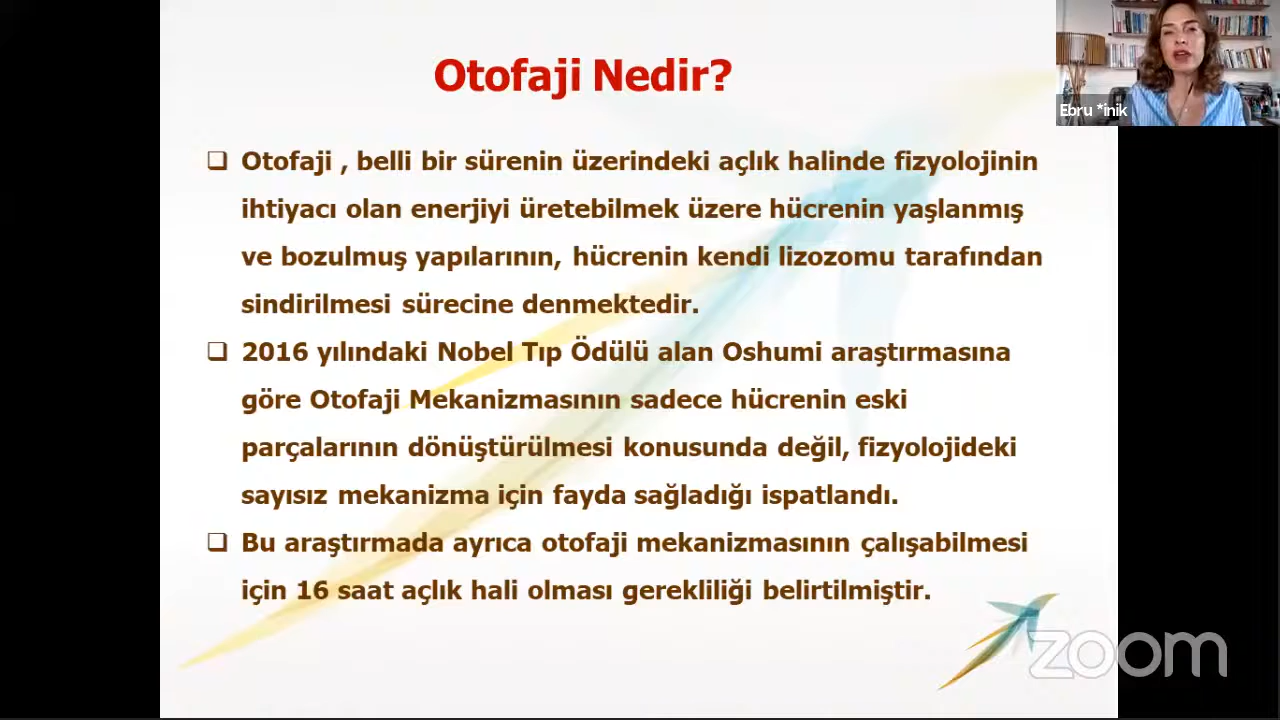 Otofaji Nedir?
Ebru *inik
❑ Otofaji , belli bir sürenin üzerindeki açlık halinde fizyolojinin
ihtiyacı olan enerjiyi üretebilmek üzere hücrenin yaşlanmış
ve bozulmuş yapılarının, hücrenin kendi lizozomu tarafından
sindirilmesi sürecine denmektedir.
❑ 2016 yılındaki Nobel Tıp Ödülü alan Oshumi araştırmasına
göre Otofaji Mekanizmasının sadece hücrenin eski
parçalarının dönüştürülmesi konusunda değil, fizyolojideki
sayısız mekanizma için fayda sağladığı ispatlandı.
❑ Bu araştırmada ayrıca otofaji mekanizmasının çalışabilmesi
için 16 saat açlık hali olması gerekliliği belirtilmiştir.
zoom